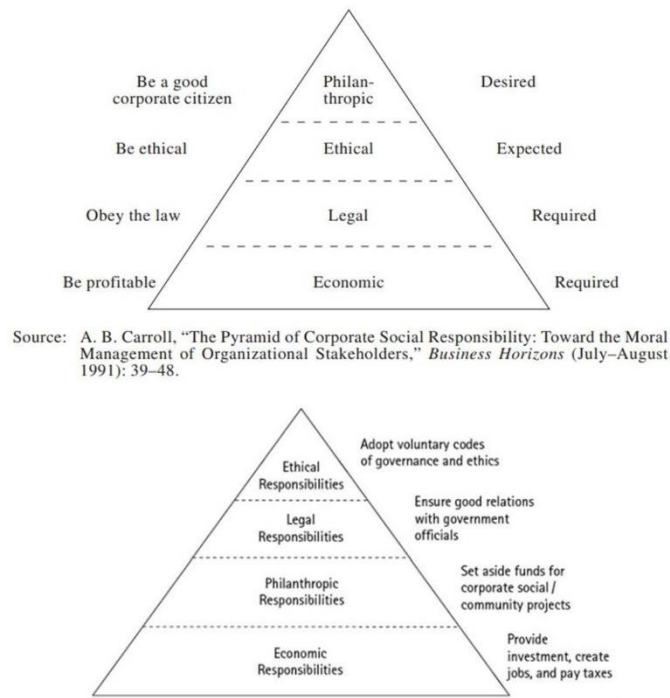 Be a good
corporate citizen
Philan-
thropic
Desired
Be ethical
Ethical
Expected
Obey the law
Legal
Required
Be profitable
Economic
Required
Source: A. B. Carroll, “The Pyramid of Corporate Social Responsibility: Toward the Moral
Management of Organizational Stakeholders,” Business Horizons (July–August
1991): 39–48.
Ethical
Responsibilities
Adopt voluntary codes
of governance and ethics
Legal
Responsibilities
Ensure good relations
with government
officials
Philanthropic
Responsibilities
Set aside funds for
corporate social/
community projects
Economic
Responsibilities
Provide
investment, create
jobs, and pay taxes